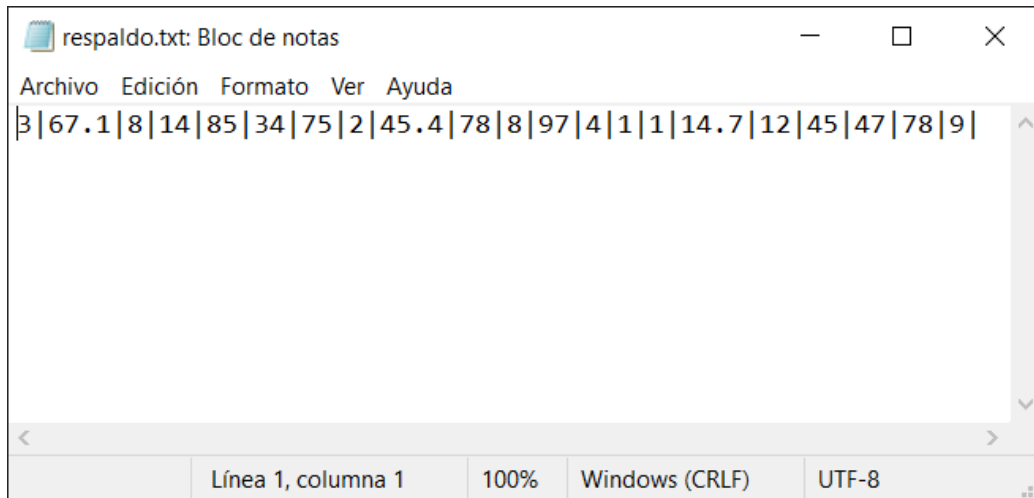 respaldo.txt: Bloc de notas
Archivo Edición Formato Ver Ayuda
3|67.1|8|14|85|34|75|2|45.4|78|8|97|4|1|1|14.7|12|45|47|78|9|
Línea 1, columna 1 100% Windows (CRLF) UTF-8